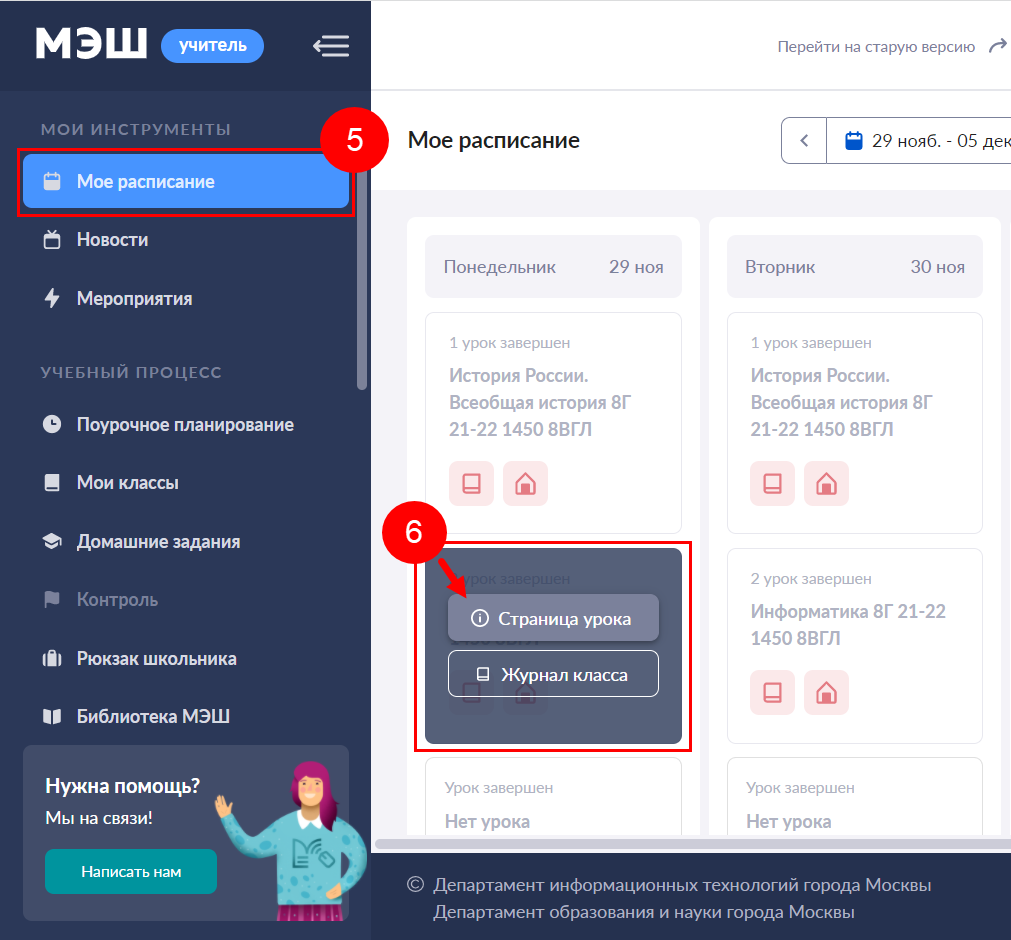 МЭШ учитель
Перейти на старую версию
МОИ ИНСТРУМЕНТЫ
5
Мое расписание
Новости
Мероприятия
УЧЕБНЫЙ ПРОЦЕСС
Поурочное планирование
Мои классы
Домашние задания
Контроль
Рюкзак школьника
Библиотека МЭШ
Нужна помощь?
Мы на связи!
Написать нам
Мое расписание
29 нояб. - 05 дек
Понедельник 29 ноя
1 урок завершен
История России.
Всеобщая история 8Г
21-22 1450 8ВГЛ
6
урок завершен
Страница урока
Журнал класса
Урок завершен
Нет урока
Вторник 30 ноя
1 урок завершен
История России.
Всеобщая история 8Г
21-22 1450 8ВГЛ
2 урок завершен
Информатика 8Г 21-22
1450 8ВГЛ
Урок завершен
Нет урока
© Департамент информационных технологий города Москвы
Департамент образования и науки города Москвы